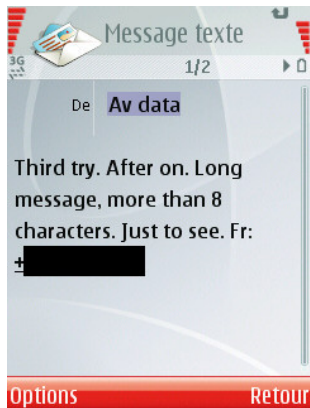 Message texte
3G
1/2
De Av data
Third try. After on. Long
message, more than 8
characters. Just to see. Fr:
+
Options Retour